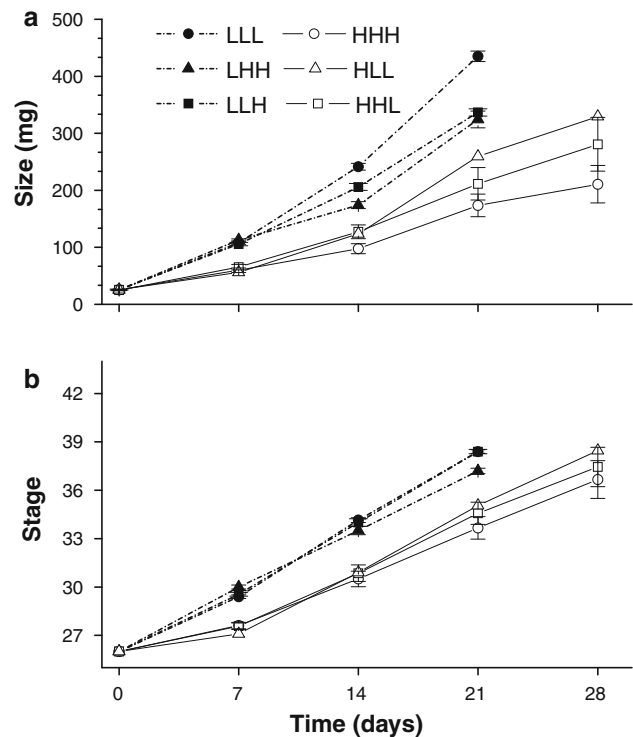 a
500
LLL HHH
LHH HLL
LLH HHL
400
300
200
100
0
Size (mg)
b
42
39
36
33
30
27
Stage
0 7 14 21 28
Time (days)